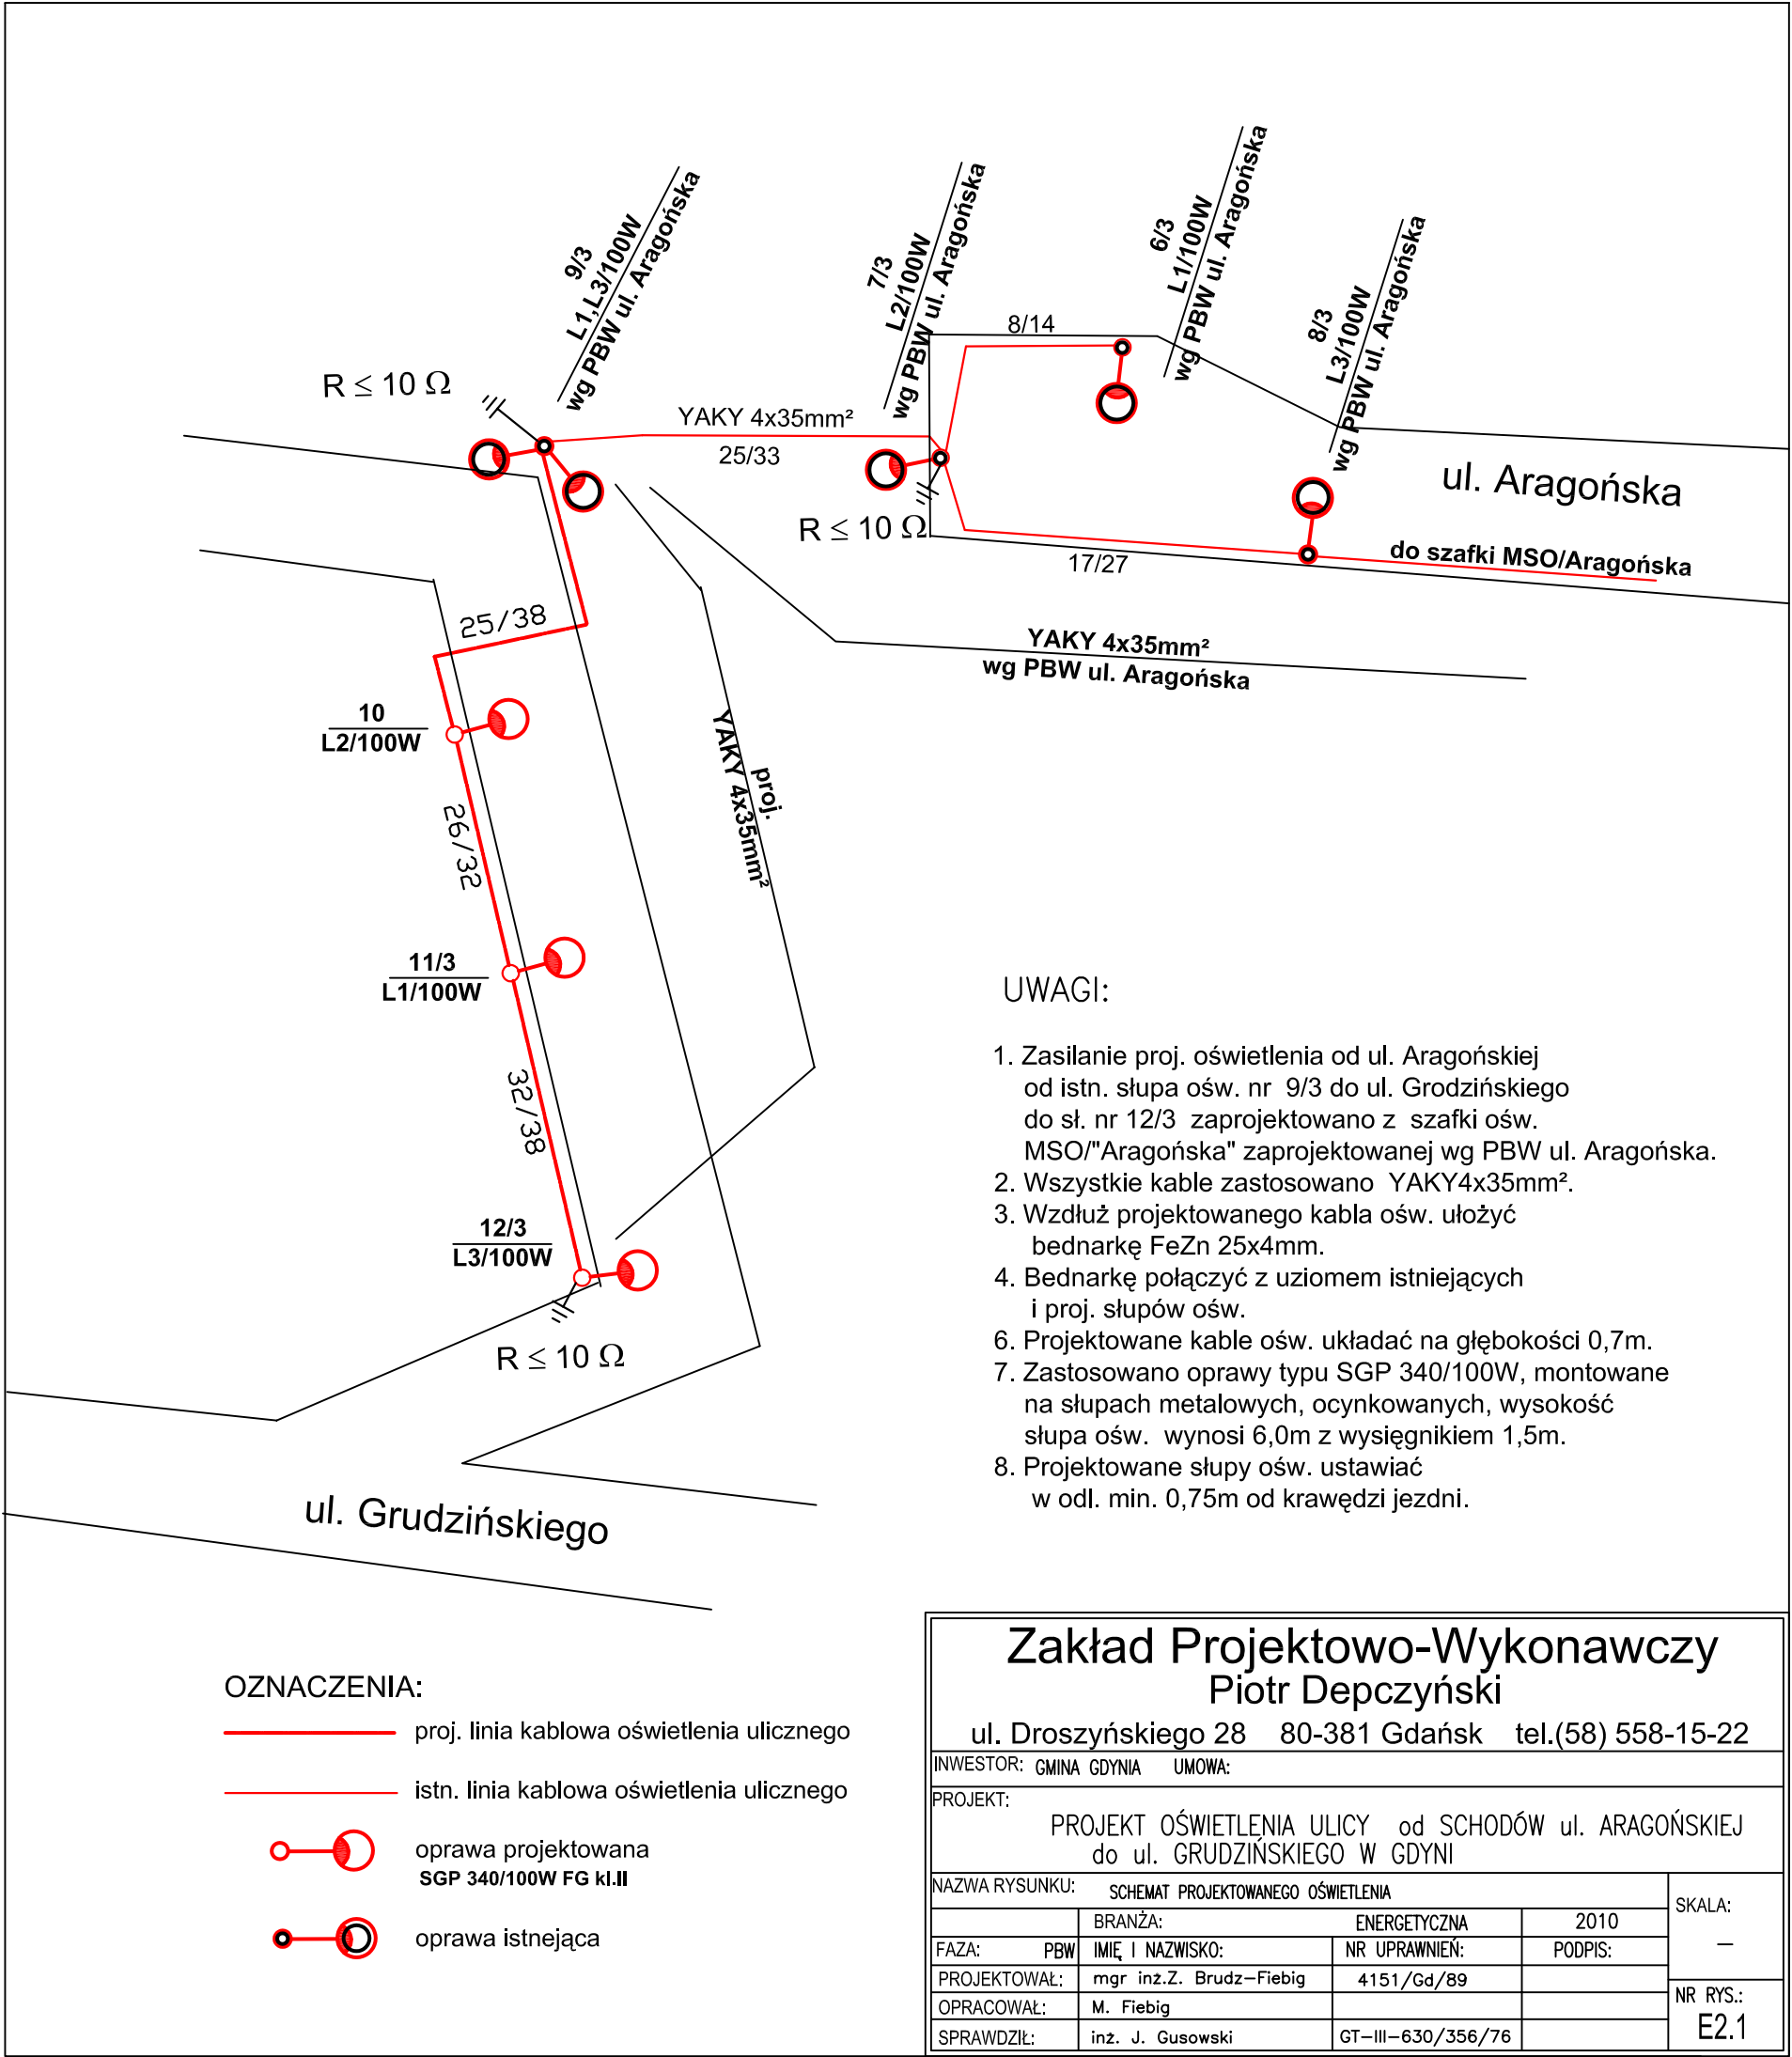 9/3
L1,L3/100W
wg PBW ul. Aragońska
7/3
L2/100W
wg PBW ul. Aragońska
6/3
L1/100W
wg PBW ul. Aragońska
8/3
L3/100W
wg PBW ul. Aragońska
R ≤ 10 Ω
YAKY 4x35mm²
25/33
8/14
R ≤ 10 Ω
17/27
ul. Aragońska
do szafki MSO/Aragońska
YAKY 4x35mm²
wg PBW ul. Aragońska
25/38
10
L2/100W
proj.
YAKY 4x35mm²
26/32
11/3
L1/100W
32/38
12/3
L3/100W
R ≤ 10 Ω
ul. Grudzińskiego
UWAGI:
1. Zasilanie proj. oświetlenia od ul. Aragońskiej
od istn. słupa ośw. nr 9/3 do ul. Grodzińskiego
do sł. nr 12/3 zaprojektowano z szafki ośw.
MSO/"Aragońska" zaprojektowanej wg PBW ul. Aragońska.
2. Wszystkie kable zastosowano YAKY4x35mm².
3. Wzdłuż projektowanego kabla ośw. ułożyć
bednarkę FeZn 25x4mm.
4. Bednarkę połączyć z uziomem istniejących
i proj. słupów ośw.
6. Projektowane kable ośw. układać na głębokości 0,7m.
7. Zastosowano oprawy typu SGP 340/100W, montowane
na słupach metalowych, ocynkowanych, wysokość
słupa ośw. wynosi 6,0m z wysięgnikiem 1,5m.
8. Projektowane słupy ośw. ustawiać
w odl. min. 0,75m od krawędzi jezdni.
OZNACZENIA:
proj. linia kablowa oświetlenia ulicznego
istn. linia kablowa oświetlenia ulicznego
oprawa projektowana
SGP 340/100W FG kl.II
oprawa istnejąca
Zakład Projektowo-Wykonawczy
Piotr Depczyński
ul. Droszyńskiego 28 80-381 Gdańsk tel.(58) 558-15-22
INWESTOR: GMINA GDYNIA UMOWA:
PROJEKT:
PROJEKT OŚWIETLENIA ULICY od SCHODÓW ul. ARAGOŃSKIEJ
do ul. GRUDZIŃSKIEGO W GDYNI
NAZWA RYSUNKU: SCHEMAT PROJEKTOWANEGO OŚWIETLENIA
SKALA:
–
BRANŻA: ENERGETYCZNA 2010
FAZA: PBW IMIĘ I NAZWISKO: NR UPRAWNIEŃ: PODPIS:
PROJEKTOWAŁ: mgr inż.Z. Brudz–Fiebig 4151/Gd/89
OPRACOWAŁ: M. Fiebig
SPRAWDZIŁ: inż. J. Gusowski GT–III–630/356/76
NR RYS.:
E2.1